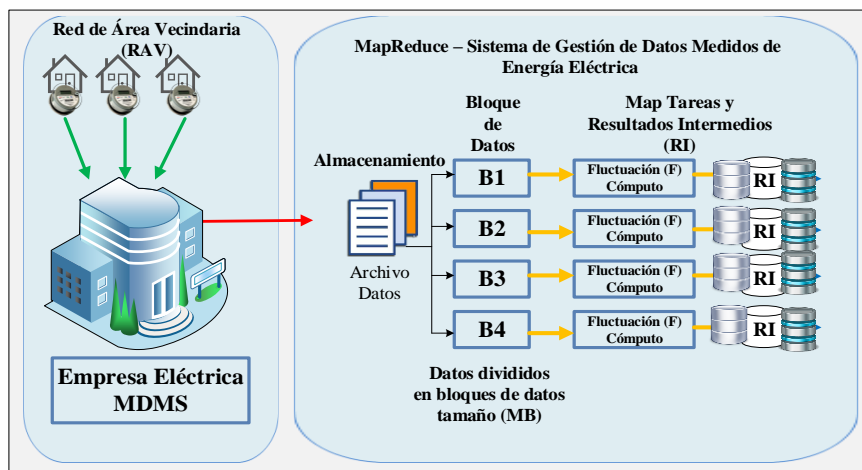 Red de Área Vecindaria
(RAV)
Empresa Eléctrica
MDMS
MapReduce – Sistema de Gestión de Datos Medidos de
Energía Eléctrica
Almacenamiento
Archivo
Datos
Bloque
de
Datos
Map Tareas y
Resultados Intermedios
(RI)
B1
Fluctuación (F)
Cómputo
RI
B2
Fluctuación (F)
Cómputo
RI
B3
Fluctuación (F)
Cómputo
RI
B4
Fluctuación (F)
Cómputo
RI
Datos divididos
en bloques de datos
tamaño (MB)